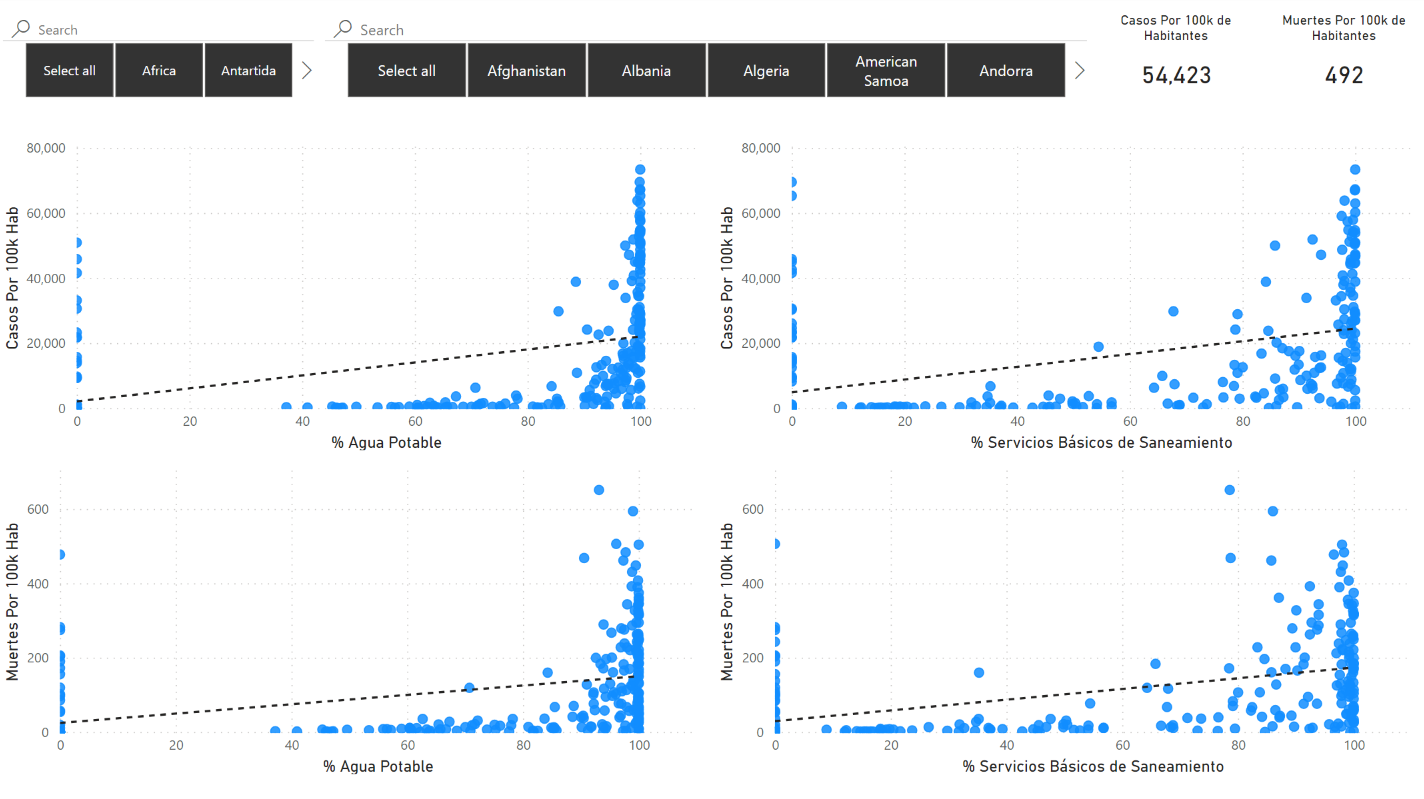 Search
Search
Casos Por 100k de
Habitantes
Muertes Por 100k de
Habitantes
Select all
Africa
Antartida
Select all
Afghanistan
Albania
Algeria
American
Samoa
Andorra
54,423
492
80,000
60,000
40,000
20,000
0
Casos Por 100k Hab
0 20 40 60 80 100
% Agua Potable
80,000
60,000
40,000
20,000
0
Casos Por 100k Hab
0 20 40 60 80 100
% Servicios Básicos de Saneamiento
600
400
200
0
Muertes Por 100k Hab
0 20 40 60 80 100
% Agua Potable
600
400
200
0
Muertes Por 100k Hab
0 20 40 60 80 100
% Servicios Básicos de Saneamiento